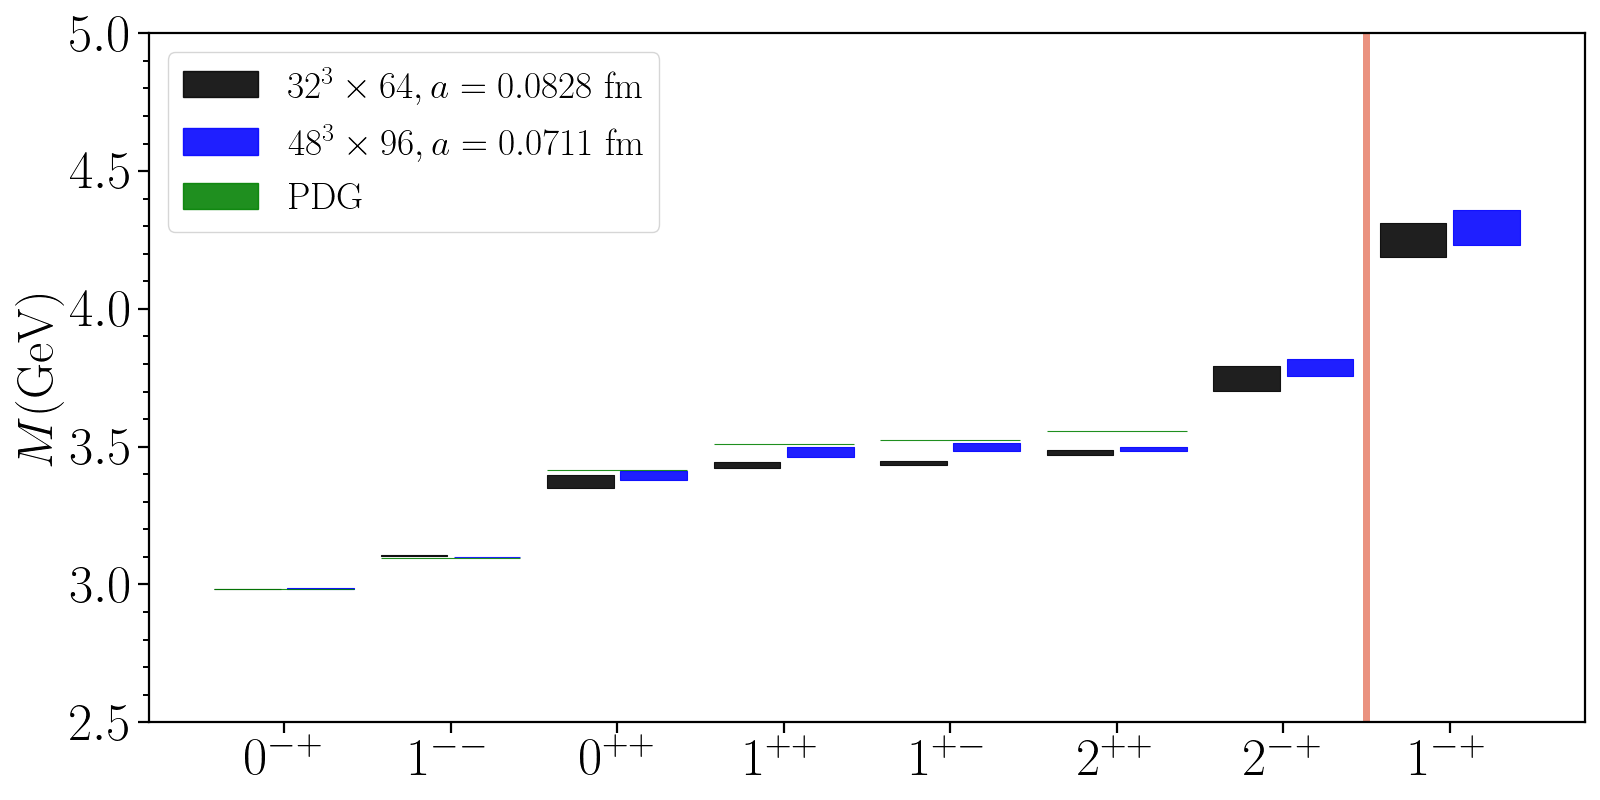 5.0
4.5
4.0
3.5
3.0
2.5
M(GeV)
32³ × 64, a = 0.0828 fm
48³ × 96, a = 0.0711 fm
PDG
0⁻⁺ 1⁻⁻ 0⁺⁺ 1⁺⁺ 1⁺⁻ 2⁺⁺ 2⁻⁺ 1⁻⁺